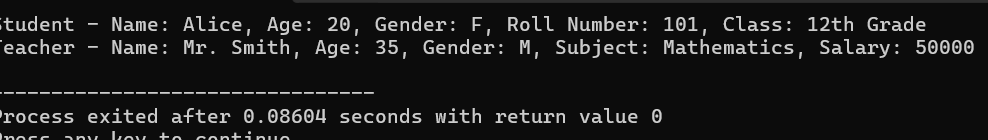 Student - Name: Alice, Age: 20, Gender: F, Roll Number: 101, Class: 12th Grade
Teacher - Name: Mr. Smith, Age: 35, Gender: M, Subject: Mathematics, Salary: 50000
--------------------------------
Process exited after 0.08604 seconds with return value 0
Press any key to continue